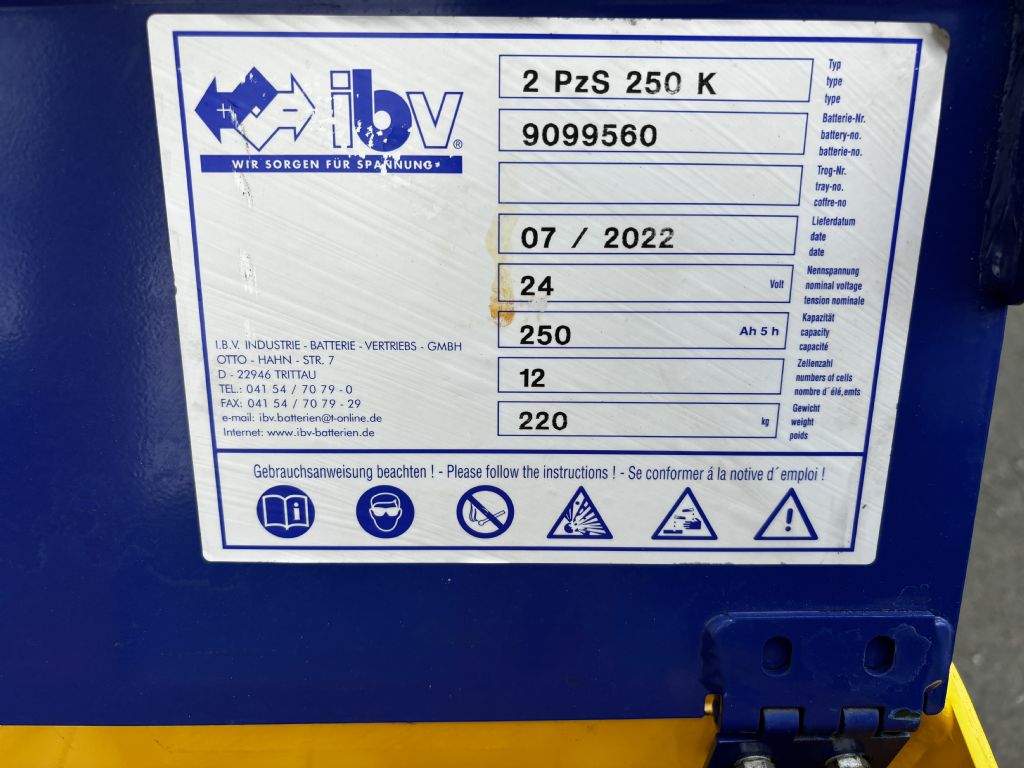 ibv®
WIR SORGEN FÜR SPANNUNG
2 PzS 250 K
Typ
type
type
9099560
Batterie-Nr.
battery-no.
batterie-no.
Trog-Nr.
tray-no.
coffre-no
07 / 2022
Lieferdatum
date
date
24 Volt
Nennspannung
nominal voltage
tension nominale
250 Ah 5 h
Kapazität
capacity
capacité
12
Zellenzahl
numbers of cells
nombre d´élé,emts
220 kg
Gewicht
weight
poids
I.B.V. INDUSTRIE - BATTERIE - VERTRIEBS - GMBH
OTTO - HAHN - STR. 7
D - 22946 TRITTAU
TEL.: 041 54 / 70 79 - 0
FAX: 041 54 / 70 79 - 29
e-mail: ibv.batterien@t-online.de
Internet: www.ibv-batterien.de
Gebrauchsanweisung beachten ! - Please follow the instructions ! - Se conformer á la notive d´emploi !